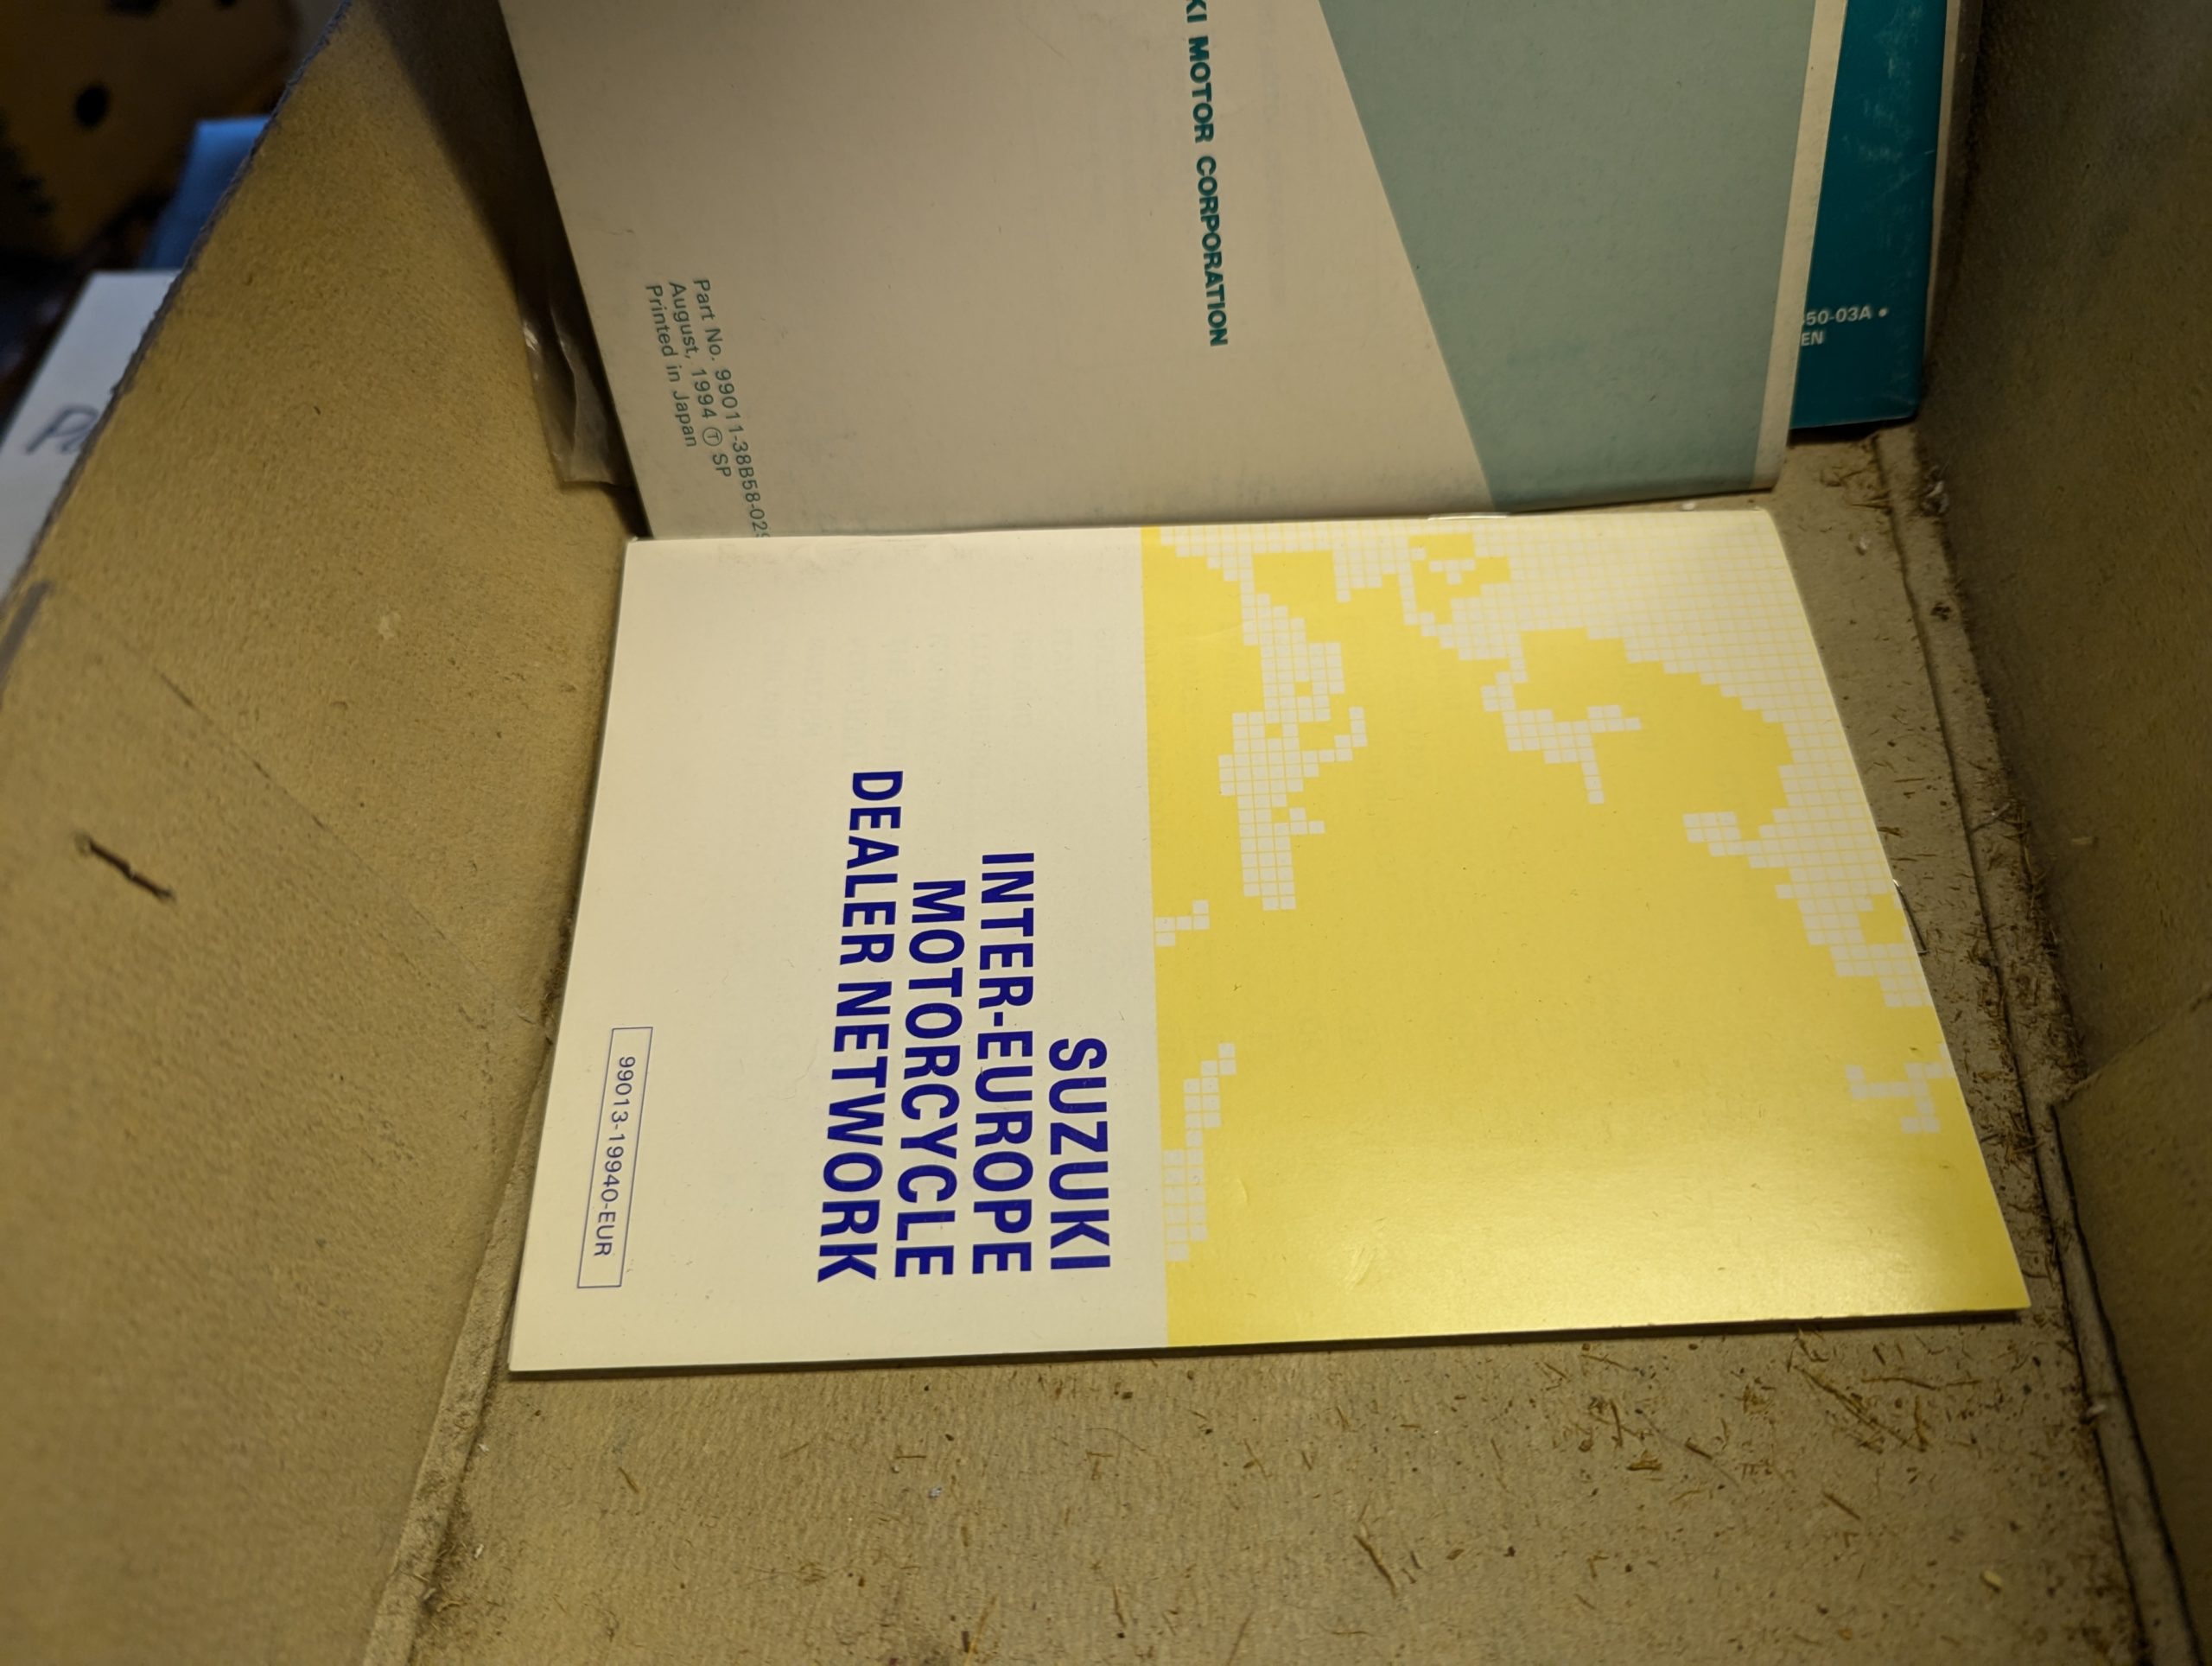 KI MOTOR CORPORATION
Part No. 99011-38B58-029
August, 1994 Ⓣ SP
Printed in Japan
50-03A •
EN
SUZUKI
INTER-EUROPE
MOTORCYCLE
DEALER NETWORK
99013-19940-EUR